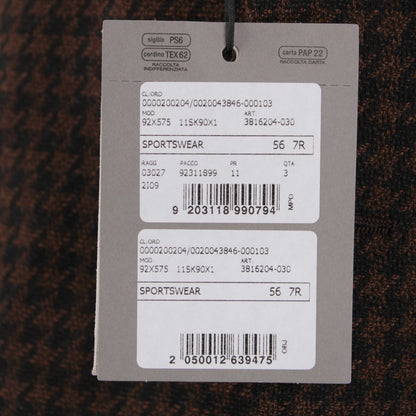 sigillo PS6
cordino TEX 62
RACCOLTA
INDIFFERENZIATA
carta PAP 22
RACCOLTA CARTA
CL/ORD
0000200204/0020043846-000103
MOD. ART.
92X575 11SK90X1 3816204-030
SPORTSWEAR 56 7R
RAGG PACCO PR QTA
03027 92311899 11 3
2I09
9 203118 990794
MPO
CL/ORD
0000200204/0020043846-000103
MOD. ART.
92X575 11SK90X1 3816204-030
SPORTSWEAR 56 7R
2 050012 639475
ORJ